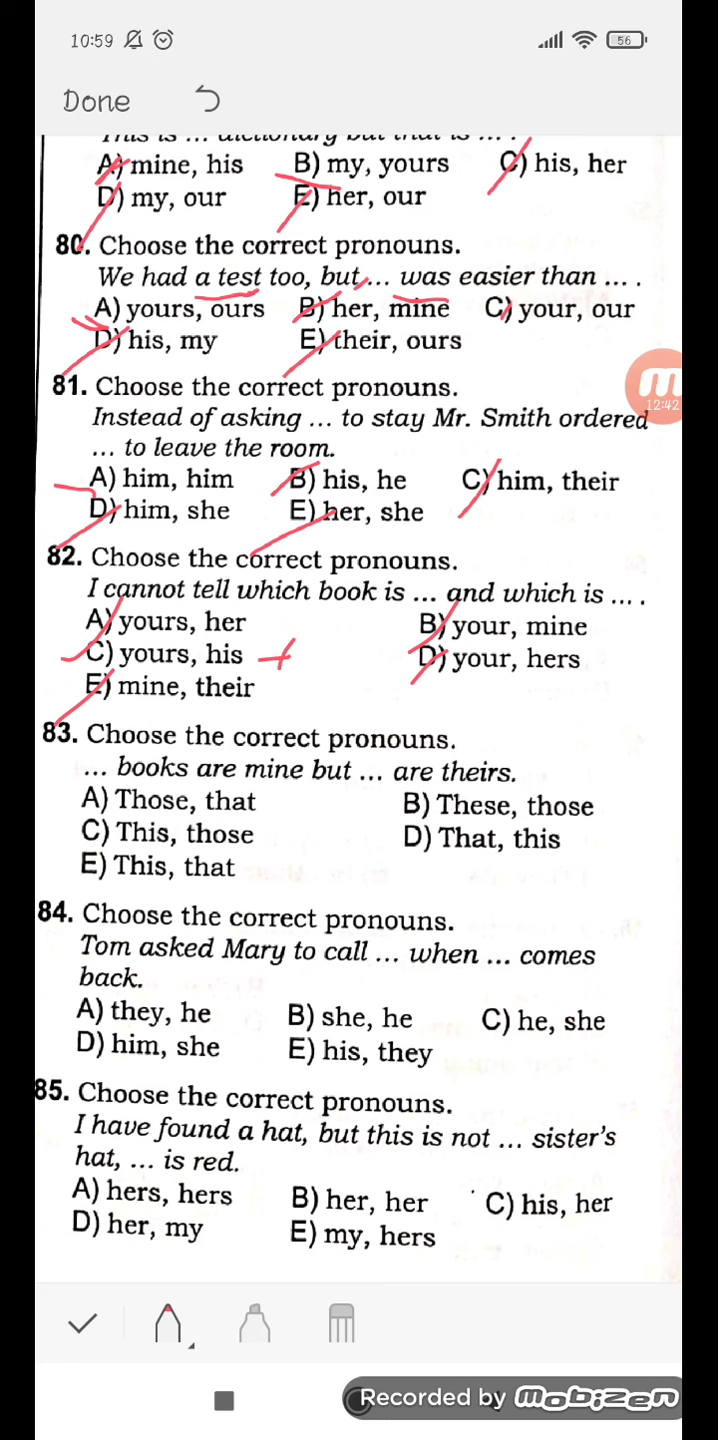 10:59
56
Done
This is ... dictionary but that is ... .
A) mine, his B) my, yours C) his, her
D) my, our E) her, our
80. Choose the correct pronouns.
We had a test too, but ... was easier than ... .
A) yours, ours B) her, mine C) your, our
D) his, my E) their, ours
12:42
81. Choose the correct pronouns.
Instead of asking ... to stay Mr. Smith ordered
... to leave the room.
A) him, him B) his, he C) him, their
D) him, she E) her, she
82. Choose the correct pronouns.
I cannot tell which book is ... and which is ... .
A) yours, her B) your, mine
C) yours, his D) your, hers
E) mine, their
83. Choose the correct pronouns.
... books are mine but ... are theirs.
A) Those, that B) These, those
C) This, those D) That, this
E) This, that
84. Choose the correct pronouns.
Tom asked Mary to call ... when ... comes
back.
A) they, he B) she, he C) he, she
D) him, she E) his, they
85. Choose the correct pronouns.
I have found a hat, but this is not ... sister's
hat, ... is red.
A) hers, hers B) her, her C) his, her
D) her, my E) my, hers
Recorded by mobizen